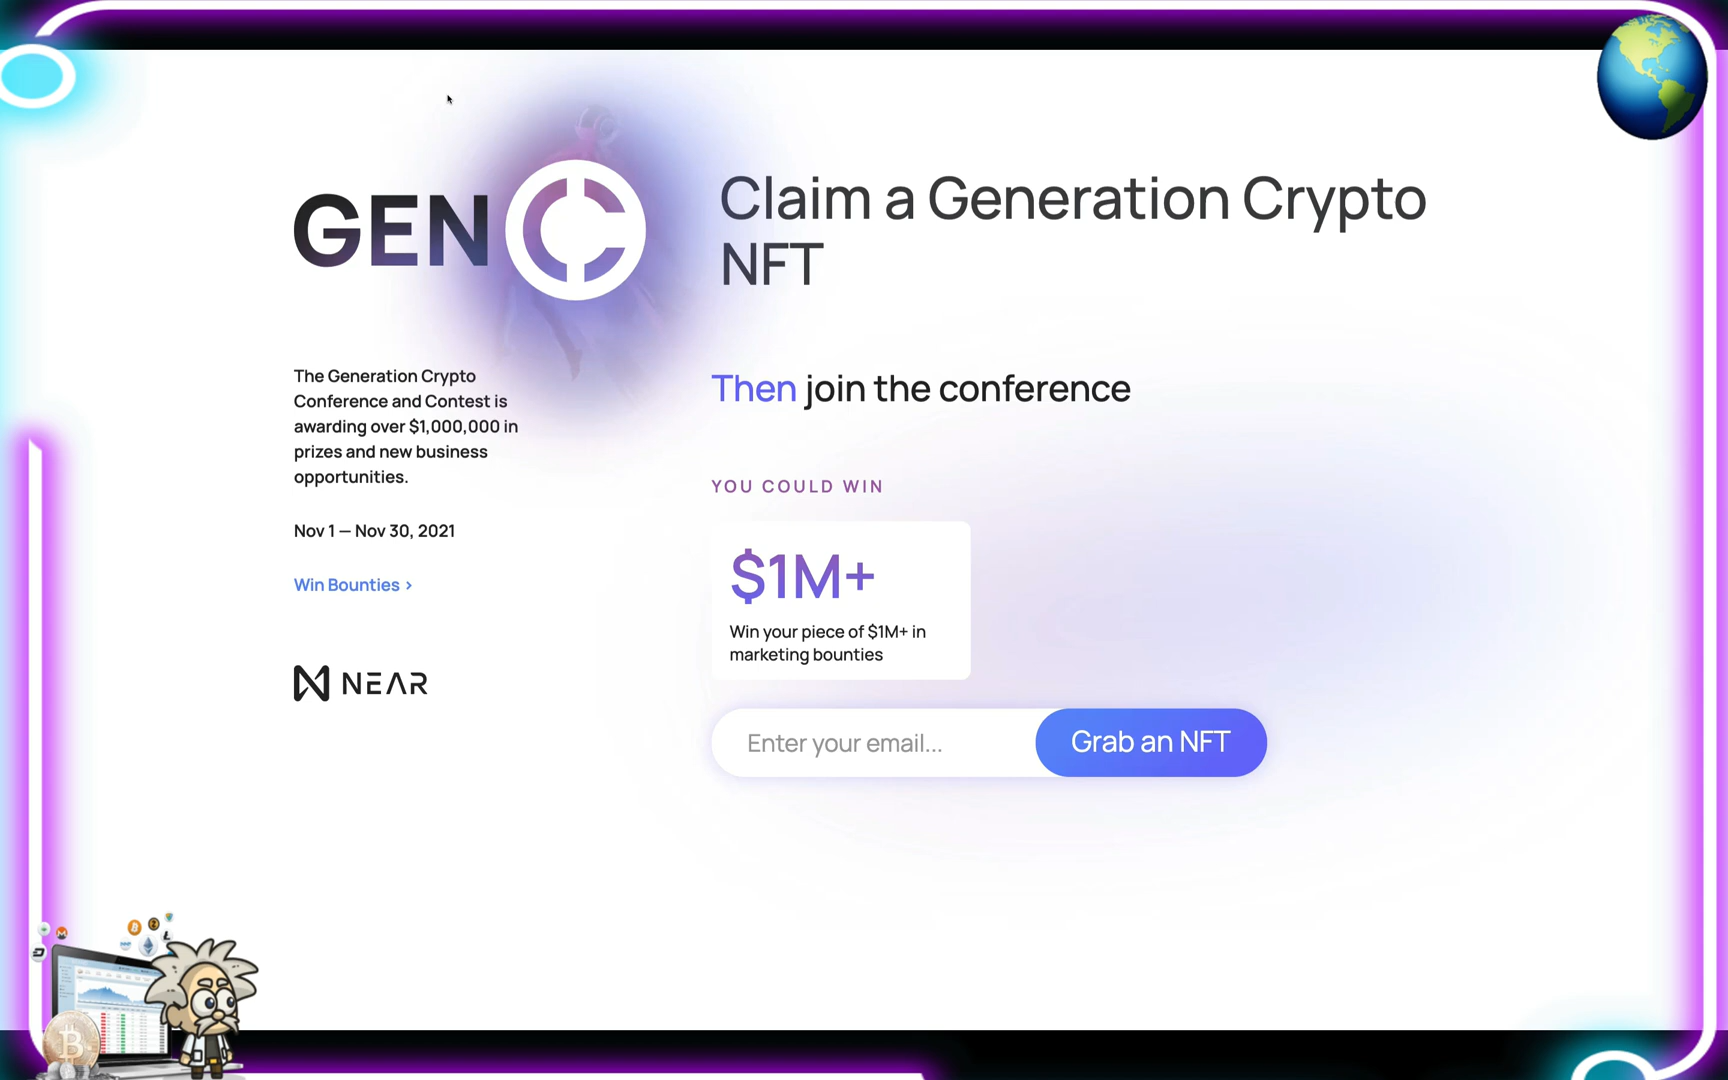 GEN C
The Generation Crypto
Conference and Contest is
awarding over $1,000,000 in
prizes and new business
opportunities.
Nov 1 — Nov 30, 2021
Win Bounties >
NEAR
Claim a Generation Crypto
NFT
Then join the conference
YOU COULD WIN
$1M+
Win your piece of $1M+ in
marketing bounties
Enter your email...
Grab an NFT